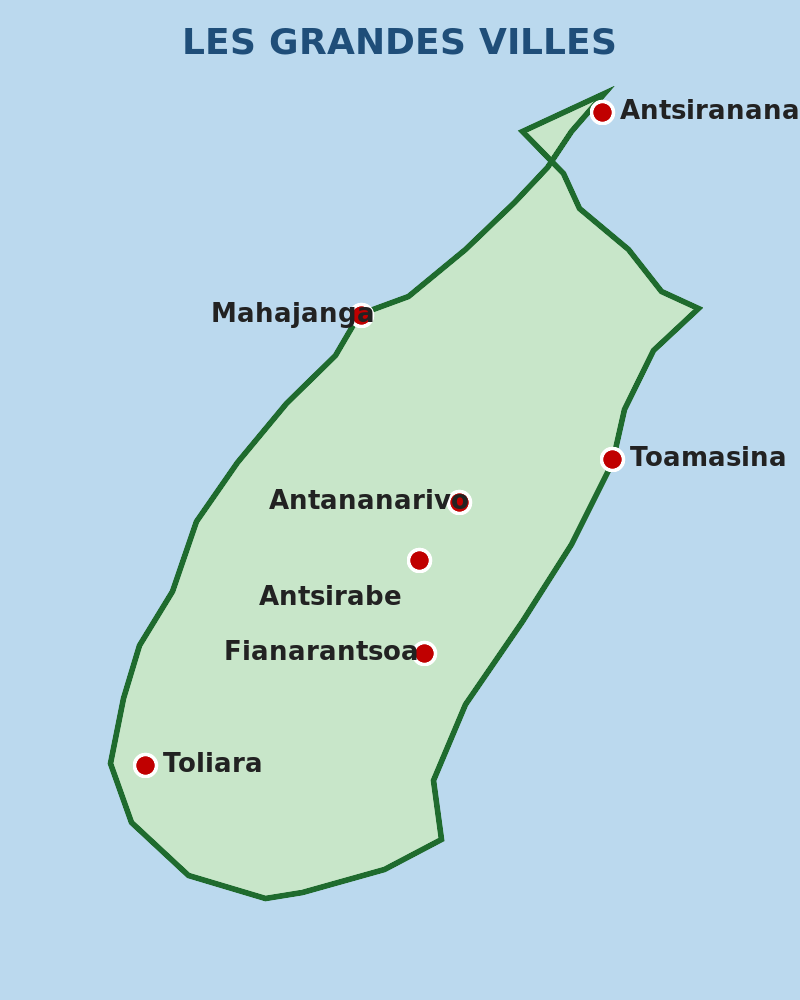 LES GRANDES VILLES
Antsiranana
Mahajanga
Toamasina
Antananarivo
Antsirabe
Fianarantsoa
Toliara